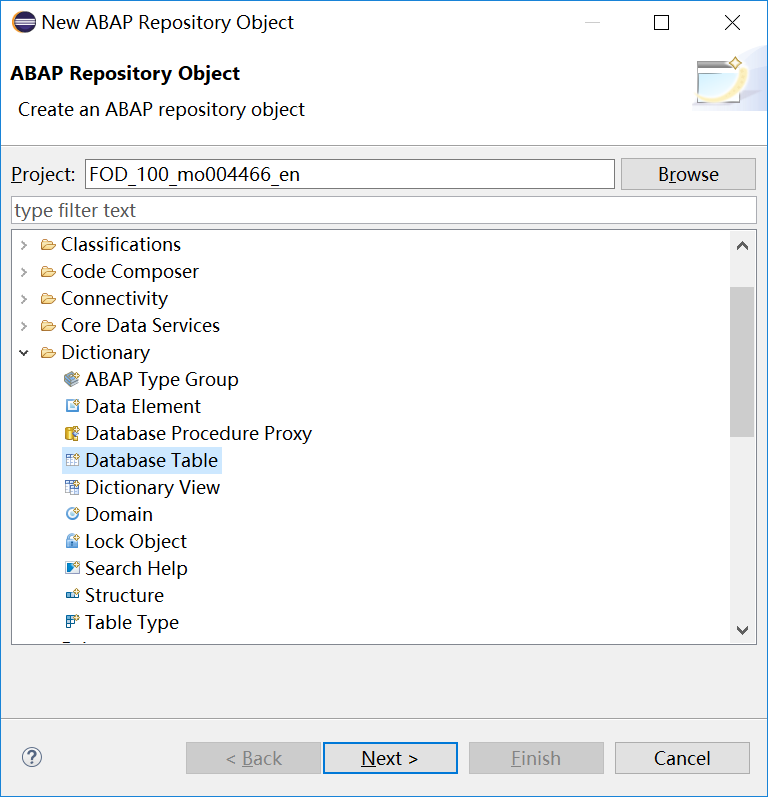 New ABAP Repository Object
ABAP Repository Object
Create an ABAP repository object
Project: FOD_100_mo004466_en Browse
type filter text
Classifications
Code Composer
Connectivity
Core Data Services
Dictionary
ABAP Type Group
Data Element
Database Procedure Proxy
Database Table
Dictionary View
Domain
Lock Object
Search Help
Structure
Table Type
< Back Next > Finish Cancel